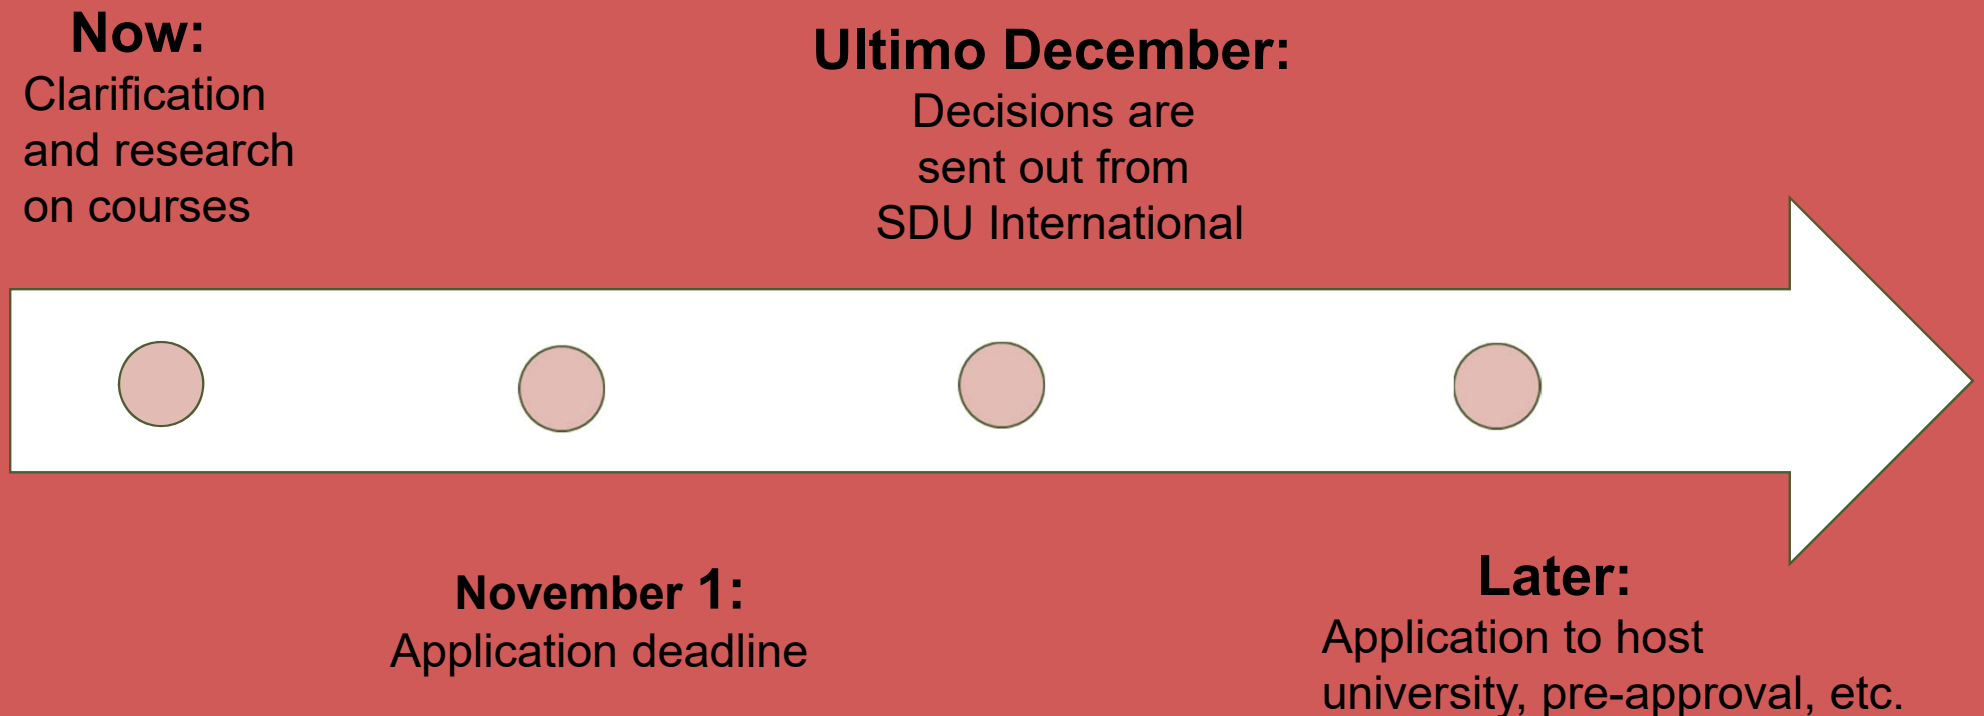 Now:
Clarification
and research
on courses
Ultimo December:
Decisions are
sent out from
SDU International
November 1:
Application deadline
Later:
Application to host
university, pre-approval, etc.